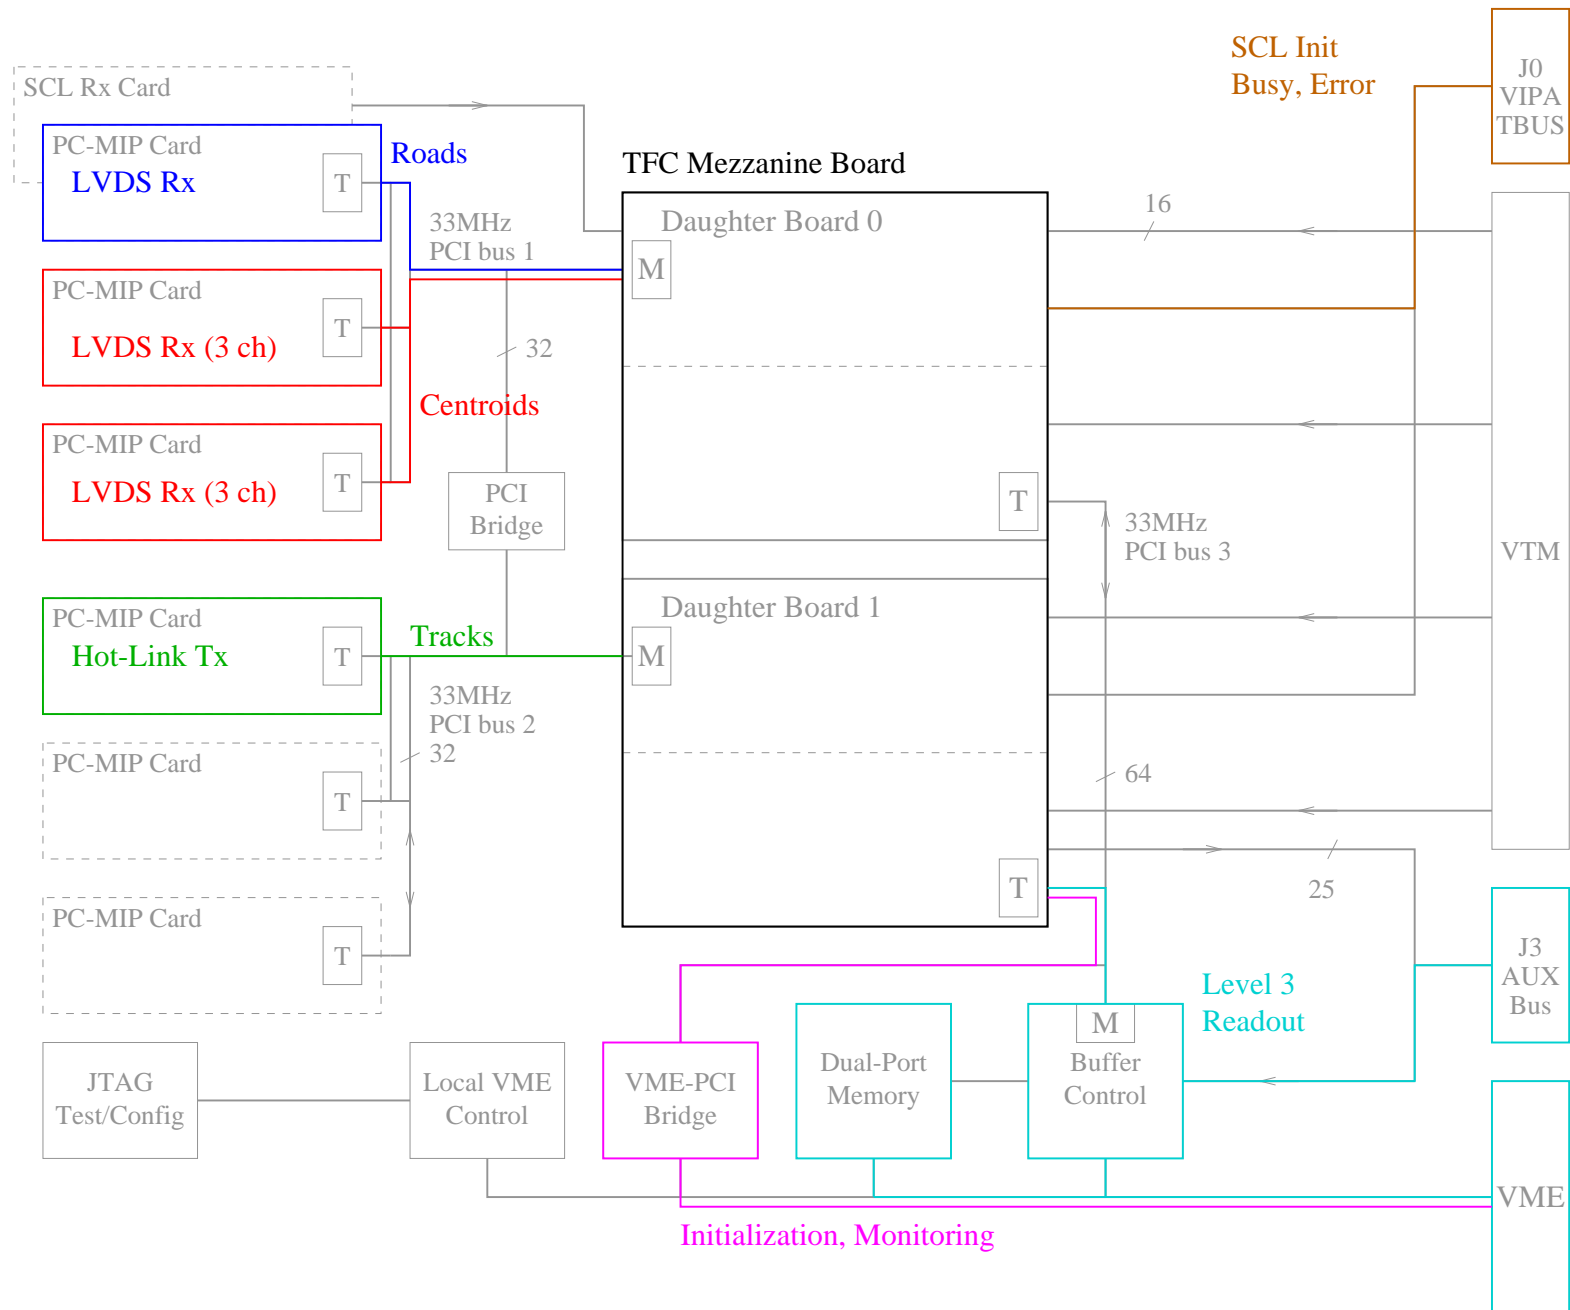 SCL Init
Busy, Error
J0
VIPA
TBUS
SCL Rx Card
PC-MIP Card
LVDS Rx
T
Roads
TFC Mezzanine Board
33MHz
PCI bus 1
Daughter Board 0
M
16
PC-MIP Card
LVDS Rx (3 ch)
T
32
Centroids
PC-MIP Card
LVDS Rx (3 ch)
T
PCI
Bridge
T
33MHz
PCI bus 3
VTM
PC-MIP Card
Hot-Link Tx
T
Tracks
Daughter Board 1
M
33MHz
PCI bus 2
32
PC-MIP Card
T
64
PC-MIP Card
T
T
25
J3
AUX
Bus
Level 3
Readout
JTAG
Test/Config
Local VME
Control
VME-PCI
Bridge
Dual-Port
Memory
M
Buffer
Control
VME
Initialization, Monitoring